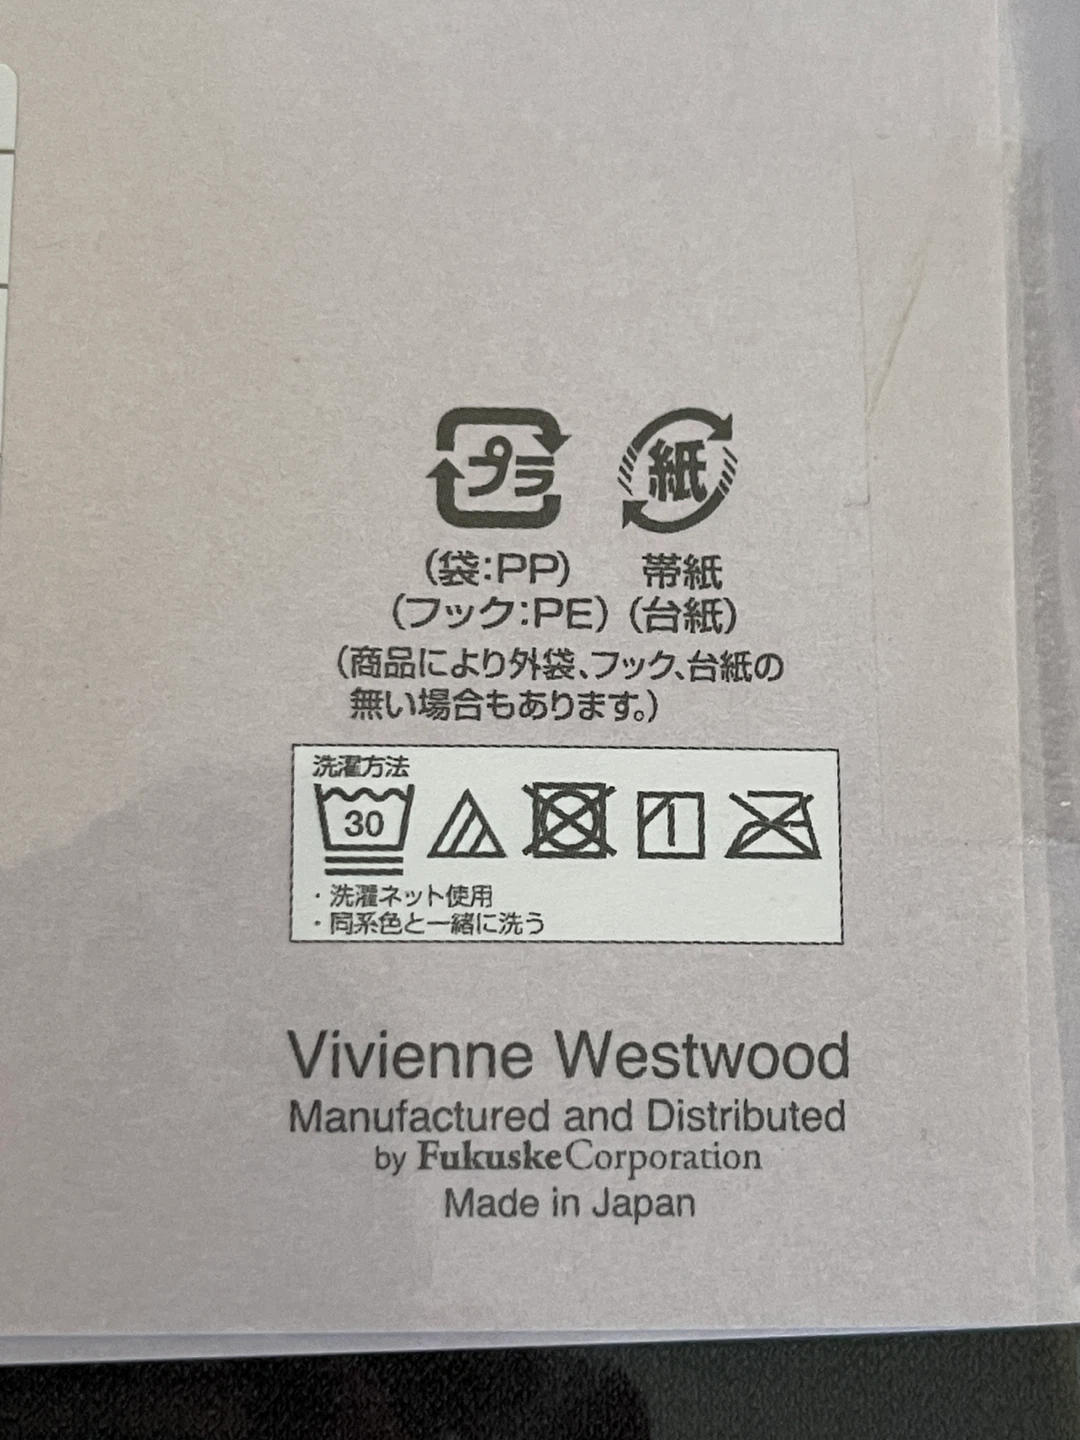 プラ 紙
(袋:PP) 帯紙
(フック:PE) (台紙)
(商品により外袋、フック、台紙の
無い場合もあります。)
洗濯方法
30
・洗濯ネット使用
・同系色と一緒に洗う
Vivienne Westwood
Manufactured and Distributed
by Fukuske Corporation
Made in Japan